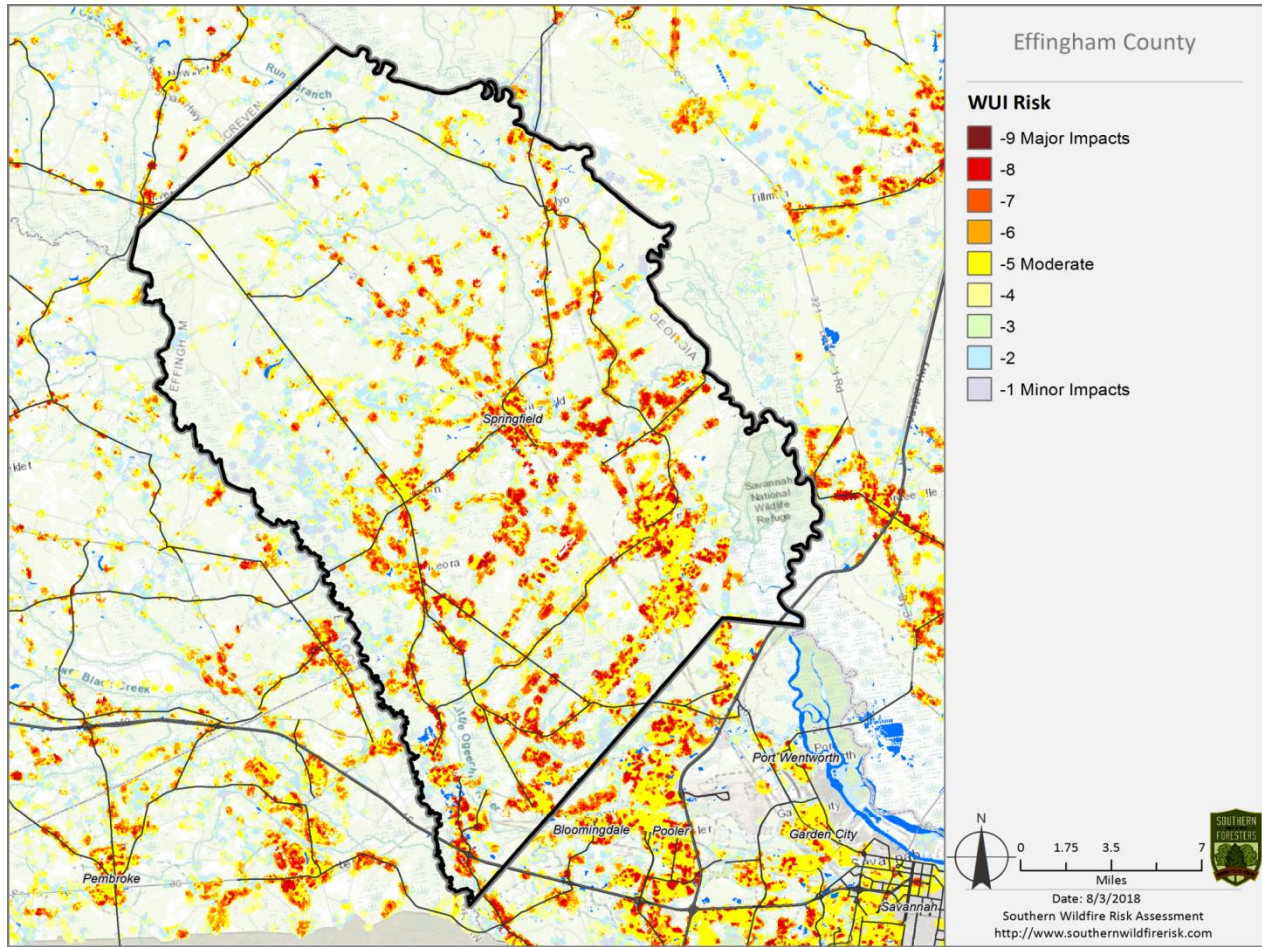 Effingham County
WUI Risk
-9 Major Impacts
-8
-7
-6
-5 Moderate
-4
-3
-2
-1 Minor Impacts
Run
Branch
GEORGIA
Springfield
Savannah
National
Wildlife
Refuge
Port Wentworth
Bloomingdale
Pooler
Garden City
Pembroke
Savannah
N
0 1.75 3.5 7
Miles
Date: 8/3/2018
Southern Wildfire Risk Assessment
http://www.southernwildfirerisk.com
SOUTHERN
FORESTERS